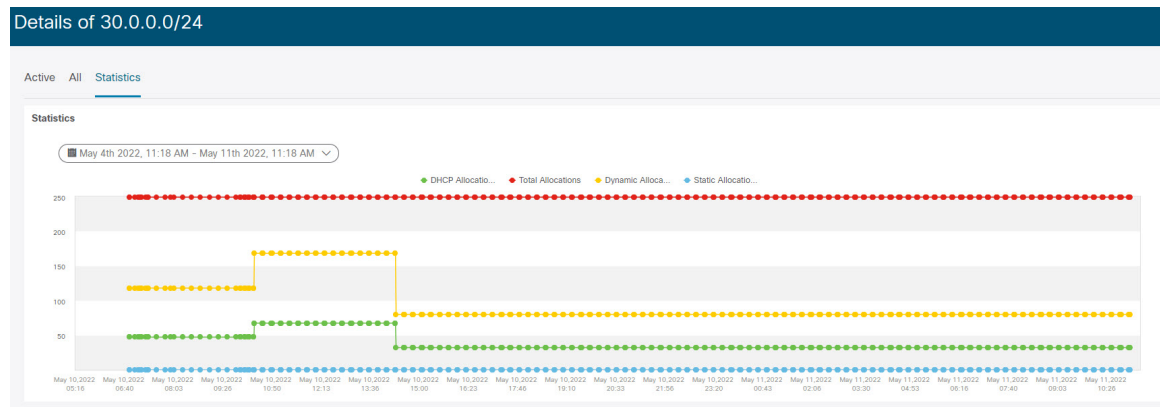 Details of 30.0.0.0/24
Active All Statistics
Statistics
May 4th 2022, 11:18 AM - May 11th 2022, 11:18 AM
DHCP Allocatio... Total Allocations Dynamic Alloca... Static Allocatio...
250
200
150
100
50
May 10,2022 May 10,2022 May 10,2022 May 10,2022 May 10,2022 May 10,2022 May 10,2022 May 10,2022 May 10,2022 May 10,2022 May 10,2022 May 10,2022 May 10,2022 May 10,2022 May 11,2022 May 11,2022 May 11,2022 May 11,2022 May 11,2022 May 11,2022 May 11,2022 May 11,2022
05:16 06:40 08:03 09:26 10:50 12:13 13:36 15:00 16:23 17:46 19:10 20:33 21:56 23:20 00:43 02:06 03:30 04:53 06:16 07:40 09:03 10:26